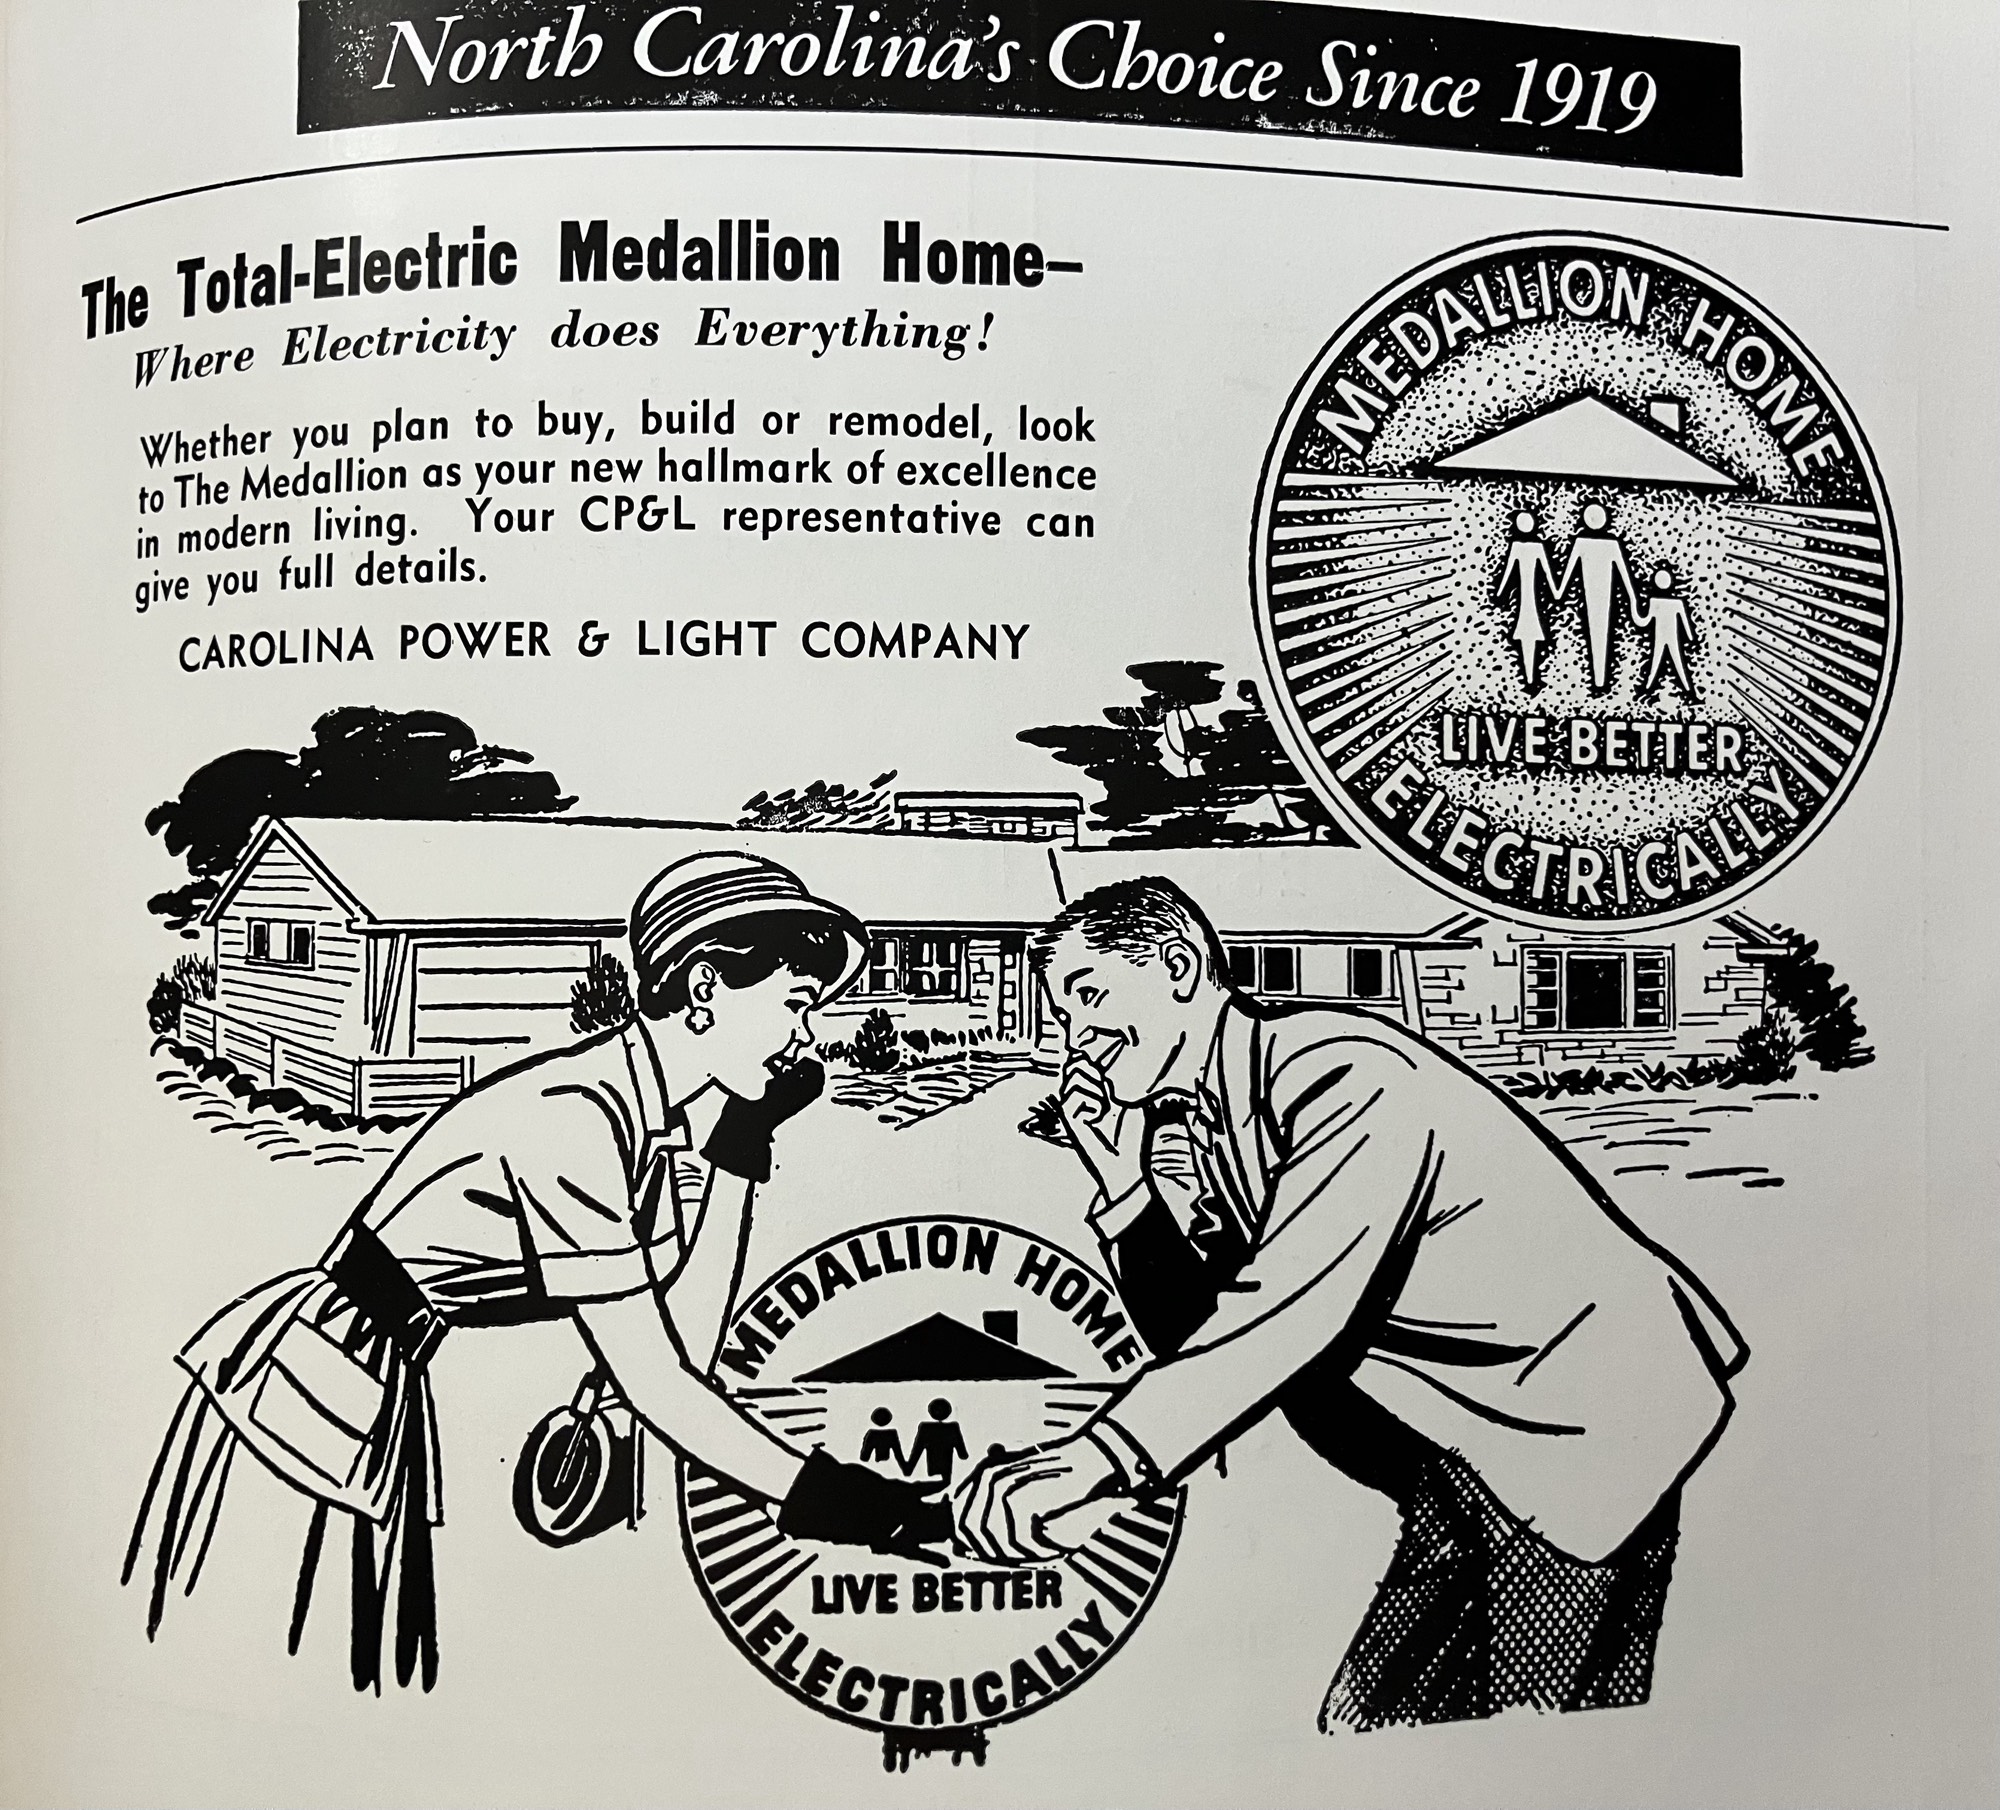 North Carolina's Choice Since 1919
The Total-Electric Medallion Home—
Where Electricity does Everything!
Whether you plan to buy, build or remodel, look
to The Medallion as your new hallmark of excellence
in modern living. Your CP&L representative can
give you full details.
CAROLINA POWER & LIGHT COMPANY
MEDALLION HOME
LIVE BETTER
ELECTRICALLY
MEDALLION HOME
LIVE BETTER
ELECTRICALLY